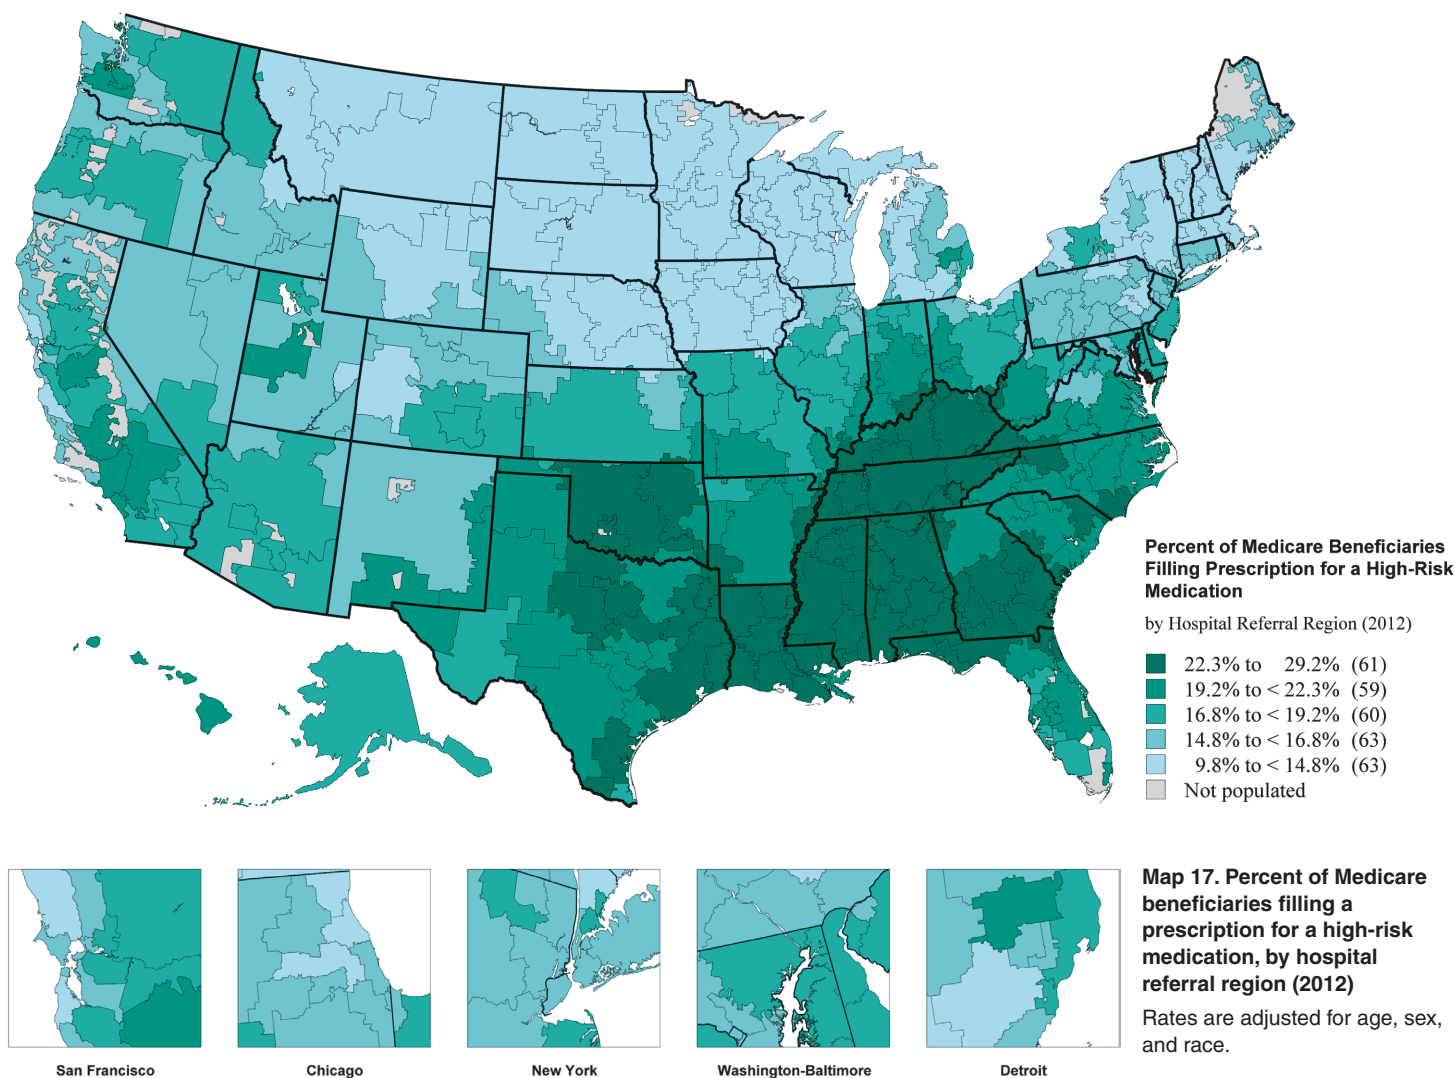 Percent of Medicare Beneficiaries
Filling Prescription for a High-Risk
Medication
by Hospital Referral Region (2012)
22.3% to 29.2% (61)
19.2% to < 22.3% (59)
16.8% to < 19.2% (60)
14.8% to < 16.8% (63)
9.8% to < 14.8% (63)
Not populated
San Francisco
Chicago
New York
Washington-Baltimore
Detroit
Map 17. Percent of Medicare
beneficiaries filling a
prescription for a high-risk
medication, by hospital
referral region (2012)
Rates are adjusted for age, sex,
and race.